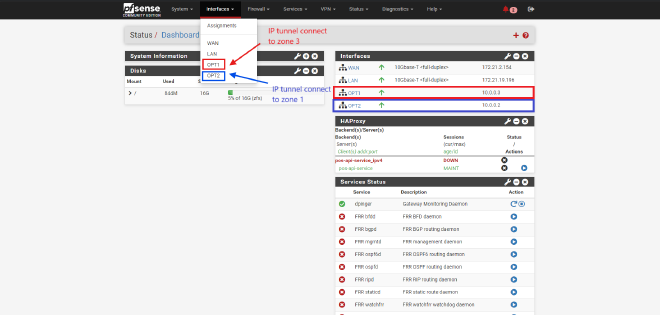 pfsense
COMMUNITY EDITION
System
Interfaces
Firewall
Services
VPN
Status
Diagnostics
Help
2
Status / Dashboard
Assignments
WAN
LAN
OPT1
OPT2
IP tunnel connect
to zone 3
IP tunnel connect
to zone 1
System Information
Disks
Mount Used
/ 844M 16G
5% of 16G (zfs)
Interfaces
WAN 10Gbase-T <full-duplex> 172.21.2.154
LAN 10Gbase-T <full-duplex> 172.21.19.196
OPT1 10.0.0.3
OPT2 10.0.0.2
HAProxy
Backend(s)/Server(s)
Backend(s) Sessions Status
Server(s) (cur/max) /
Client(s) addr:port age/id Actions
pos-api-service_ipv4 DOWN
pos-api-service MAINT
Services Status
Service Description Action
dpinger Gateway Monitoring Daemon
FRR bfdd FRR BFD daemon
FRR bgpd FRR BGP routing daemon
FRR mgmtd FRR management daemon
FRR ospf6d FRR OSPF6 routing daemon
FRR ospfd FRR OSPF routing daemon
FRR ripd FRR RIP routing daemon
FRR staticd FRR static route daemon
FRR watchfrr FRR watchfrr watchdog daemon